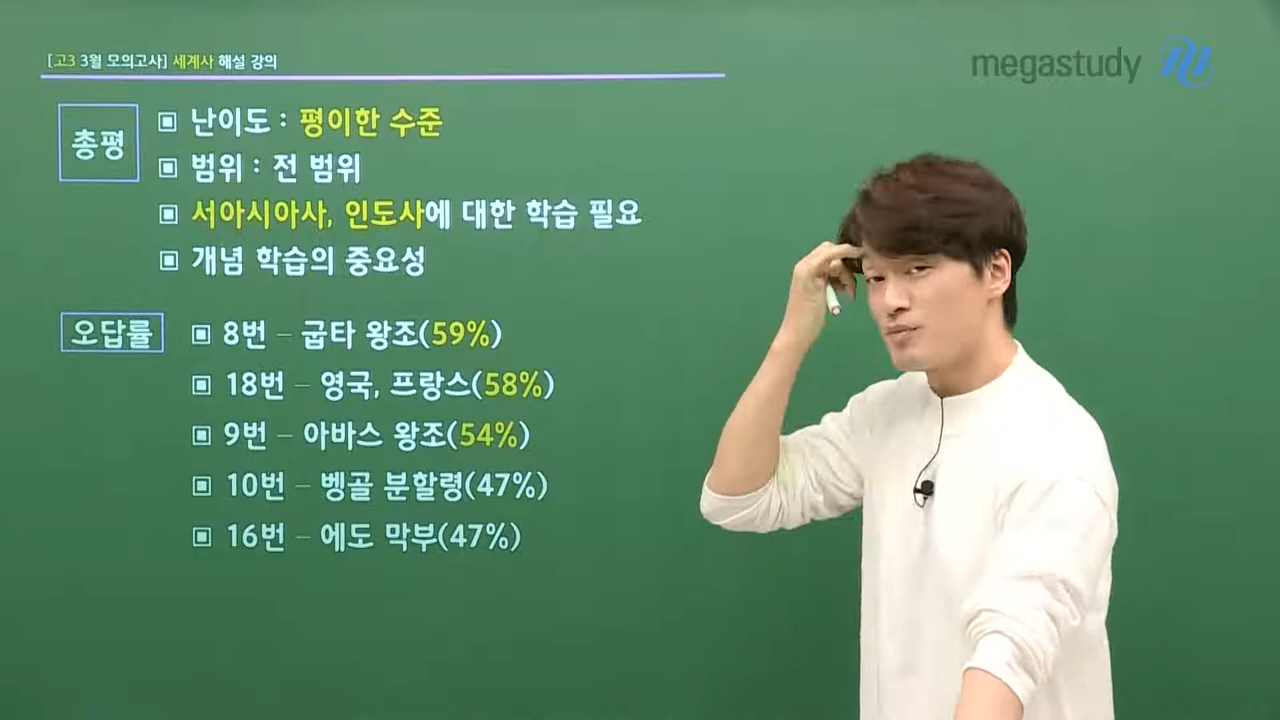 [고3 3월 모의고사] 세계사 해설 강의
megastudy
총평
▣ 난이도 : 평이한 수준
▣ 범위 : 전 범위
▣ 서아시아사, 인도사에 대한 학습 필요
▣ 개념 학습의 중요성
오답률
▣ 8번 – 굽타 왕조(59%)
▣ 18번 – 영국, 프랑스(58%)
▣ 9번 – 아바스 왕조(54%)
▣ 10번 – 벵골 분할령(47%)
▣ 16번 – 에도 막부(47%)